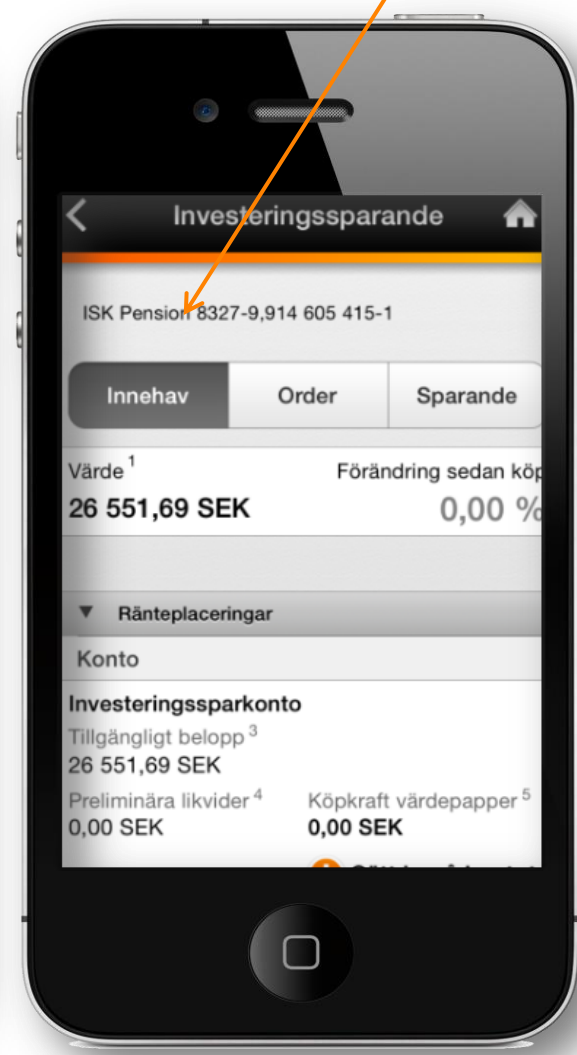 Investeringssparande
ISK Pension 8327-9,914 605 415-1
Innehav Order Sparande
Värde 1 Förändring sedan köp
26 551,69 SEK 0,00 %
Ränteplaceringar
Konto
Investeringssparkonto
Tillgängligt belopp 3
26 551,69 SEK
Preliminära likvider 4 Köpkraft värdepapper 5
0,00 SEK 0,00 SEK